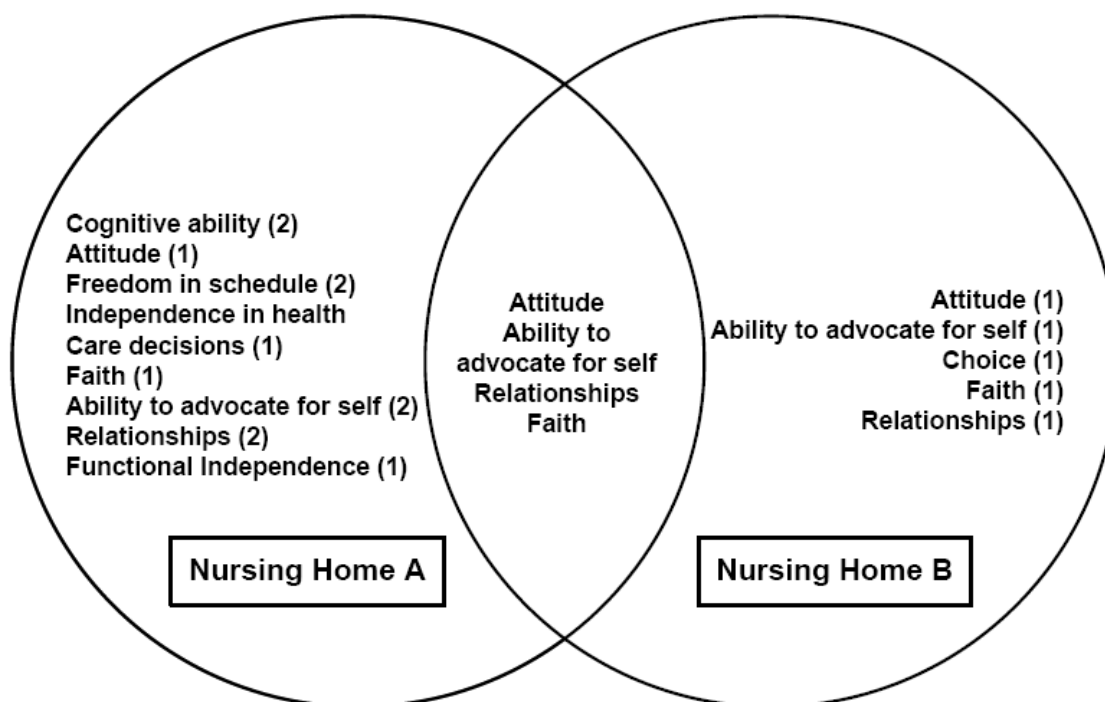 Cognitive ability (2)
Attitude (1)
Freedom in schedule (2)
Independence in health
Care decisions (1)
Faith (1)
Ability to advocate for self (2)
Relationships (2)
Functional Independence (1)
Nursing Home A
Attitude
Ability to
advocate for self
Relationships
Faith
Attitude (1)
Ability to advocate for self (1)
Choice (1)
Faith (1)
Relationships (1)
Nursing Home B